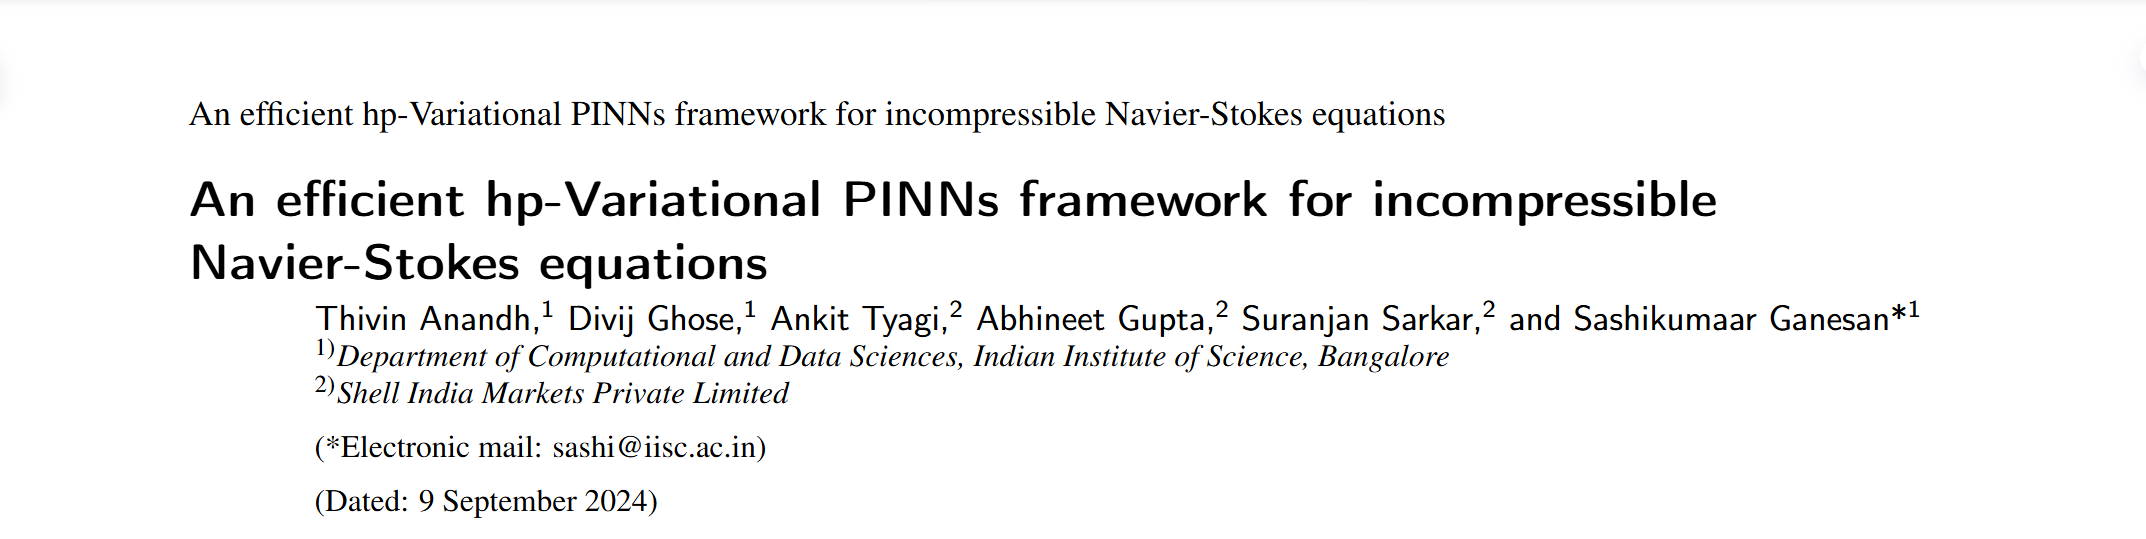 An efficient hp-Variational PINNs framework for incompressible Navier-Stokes equations
An efficient hp-Variational PINNs framework for incompressible
Navier-Stokes equations
Thivin Anandh,1 Divij Ghose,1 Ankit Tyagi,2 Abhineet Gupta,2 Suranjan Sarkar,2 and Sashikumaar Ganesan*1
1)Department of Computational and Data Sciences, Indian Institute of Science, Bangalore
2)Shell India Markets Private Limited
(*Electronic mail: sashi@iisc.ac.in)
(Dated: 9 September 2024)